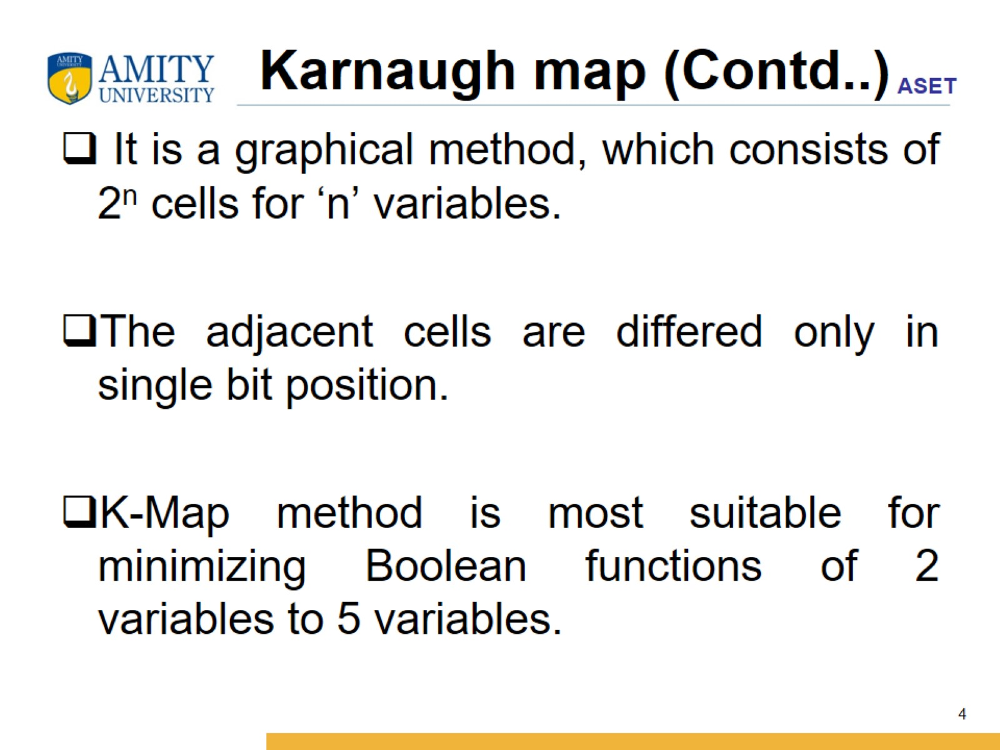 AMITY
UNIVERSITY
AMITY
UNIVERSITY
Karnaugh map (Contd..)
ASET
❑ It is a graphical method, which consists of
2ⁿ cells for ‘n’ variables.
❑The adjacent cells are differed only in
single bit position.
❑K-Map method is most suitable for
minimizing Boolean functions of 2
variables to 5 variables.
4